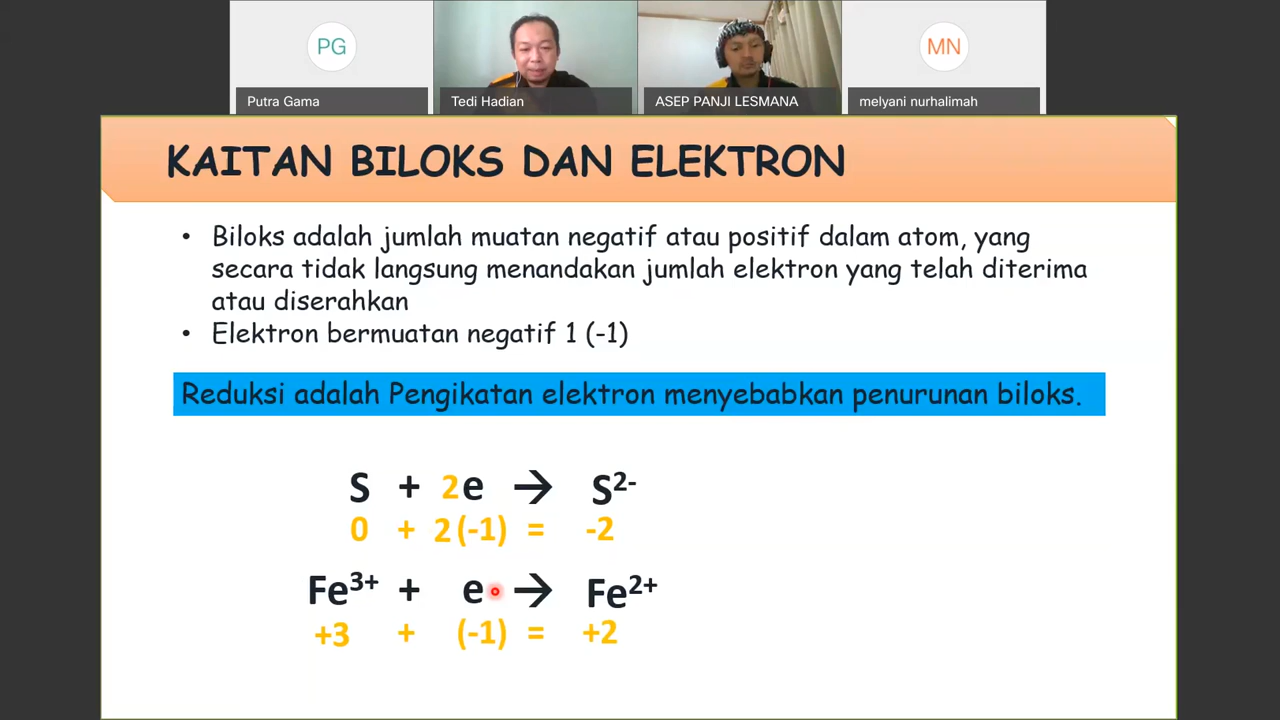 PG
MN
Putra Gama
Tedi Hadian
ASEP PANJI LESMANA
melyani nurhalimah
KAITAN BILOKS DAN ELEKTRON
• Biloks adalah jumlah muatan negatif atau positif dalam atom, yang
secara tidak langsung menandakan jumlah elektron yang telah diterima
atau diserahkan
• Elektron bermuatan negatif 1 (-1)
Reduksi adalah Pengikatan elektron menyebabkan penurunan biloks.
S + 2e → S²⁻
0 + 2 (-1) = -2
Fe³⁺ + e → Fe²⁺
+3 + (-1) = +2